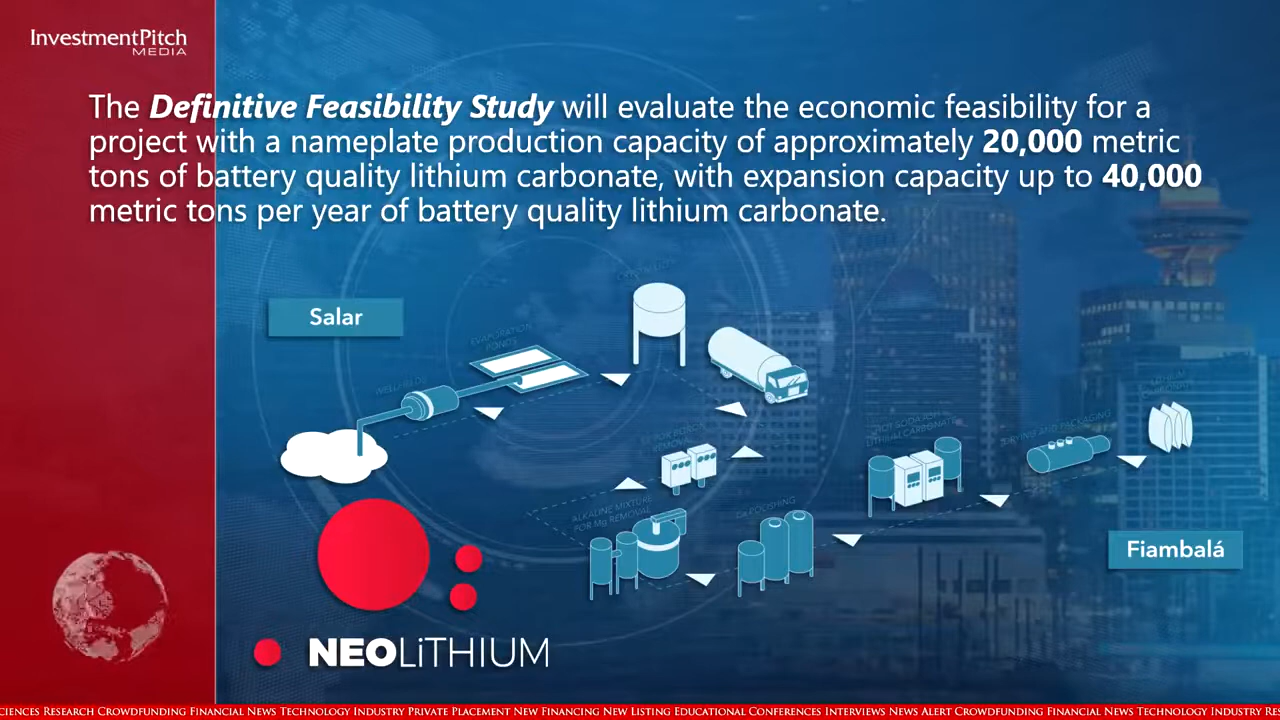 InvestmentPitch
MEDIA
The Definitive Feasibility Study will evaluate the economic feasibility for a
project with a nameplate production capacity of approximately 20,000 metric
tons of battery quality lithium carbonate, with expansion capacity up to 40,000
metric tons per year of battery quality lithium carbonate.
Salar
EVAPORATION
PONDS
ALKALINE MIXTURE
FOR Mg REMOVAL
Ca POLISHING
LITHIUM CARBONATE
DRYING AND PACKAGING
Fiambalá
NEOLiTHIUM
CIENCES RESEARCH CROWDFUNDING FINANCIAL NEWS TECHNOLOGY INDUSTRY PRIVATE PLACEMENT NEW FINANCING NEW LISTING EDUCATIONAL CONFERENCES INTERVIEWS NEWS ALERT CROWDFUNDING FINANCIAL NEWS TECHNOLOGY INDUSTRY RE